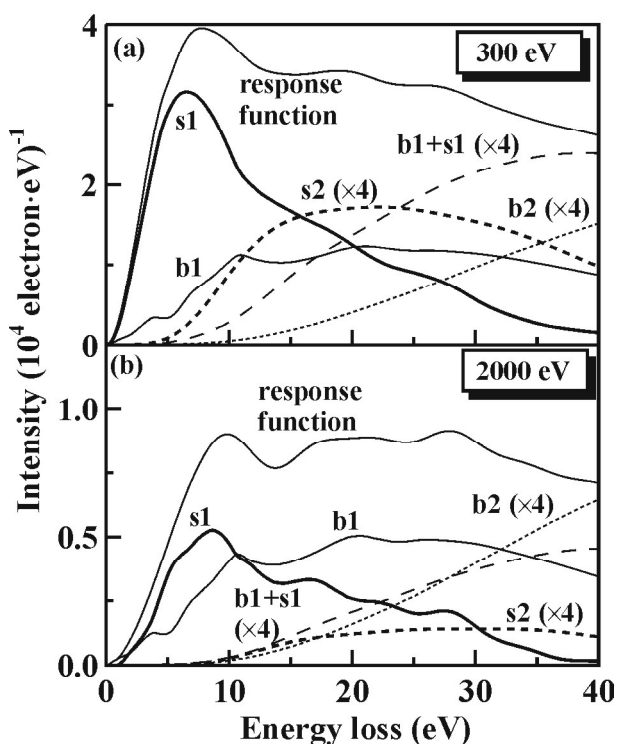 (a)
300 eV
response
function
s1
b1+s1 (×4)
s2 (×4)
b2 (×4)
b1
4
2
0
(b)
2000 eV
response
function
s1
b1
b2 (×4)
b1+s1
(×4)
s2 (×4)
1.0
0.5
0.0
0 10 20 30 40
Energy loss (eV)
Intensity (10⁴ electron·eV)⁻¹